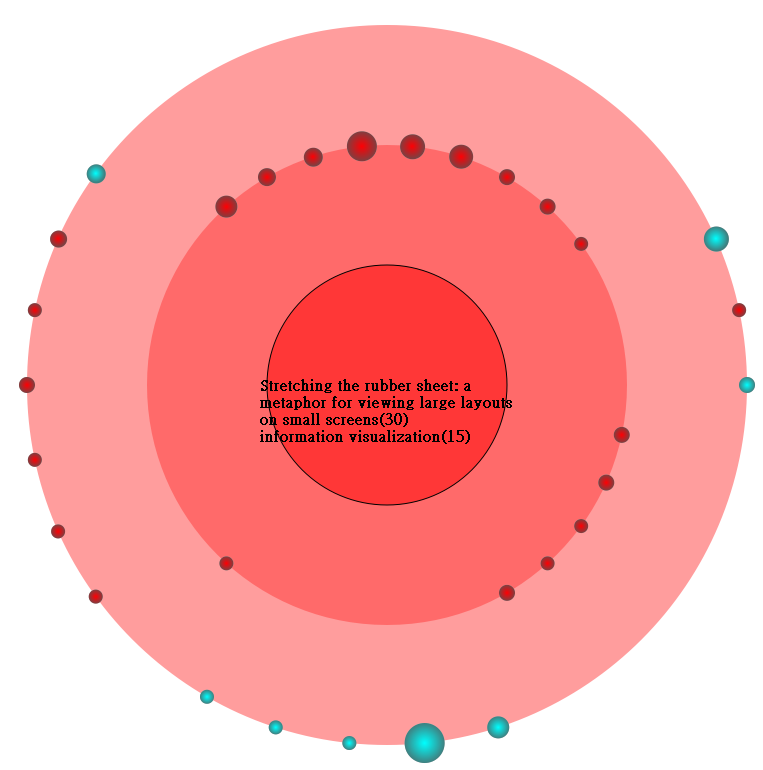 Stretching the rubber sheet: a
metaphor for viewing large layouts
on small screens(30)
information visualization(15)